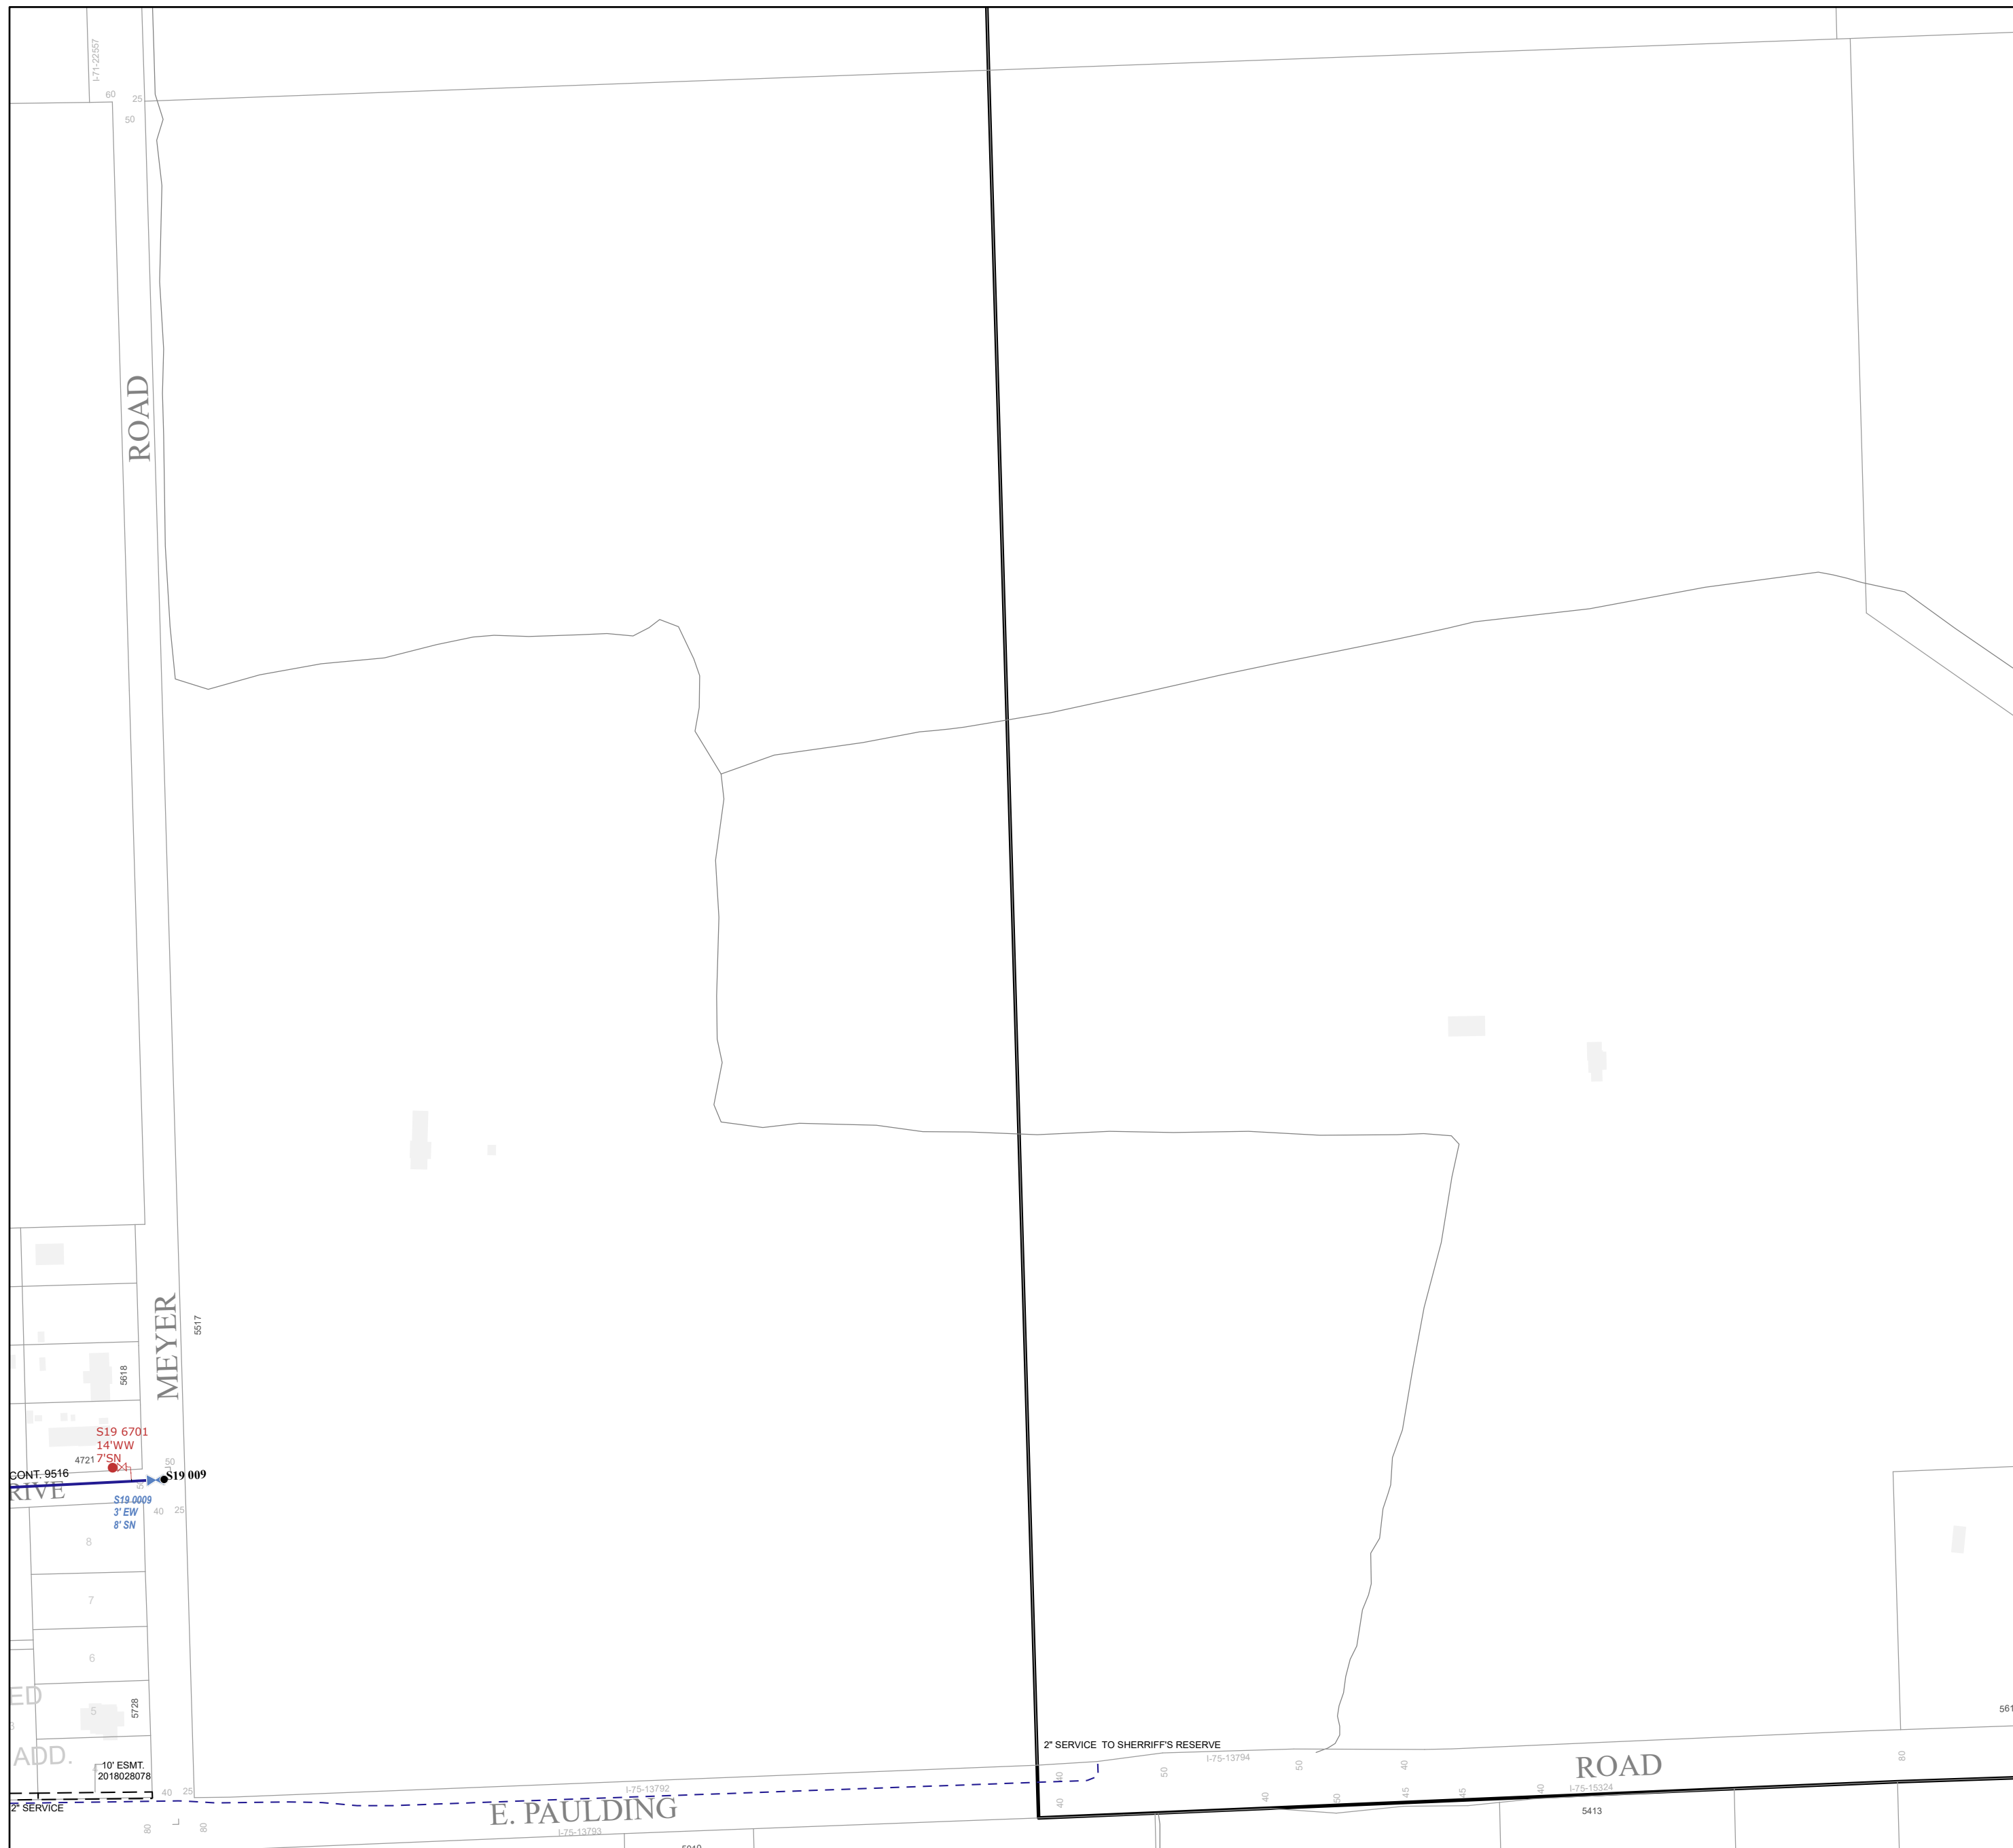 I-71-22557
60
25
50
ROAD
5517
MEYER
5618
S19 6701
14'WW
7'SN
4721
CONT. 9516
RIVE
50
S19 009
S19 0009
3' EW
8' SN
40
25
8
7
6
ED
5
5728
ADD.
10' ESMT.
2018028078
2" SERVICE
40
25
80
80
I-75-13792
E. PAULDING
I-75-13793
2" SERVICE TO SHERRIFF'S RESERVE
I-75-13794
40
40
50
40
50
50
40
45
45
40
I-75-15324
ROAD
5413
80
561